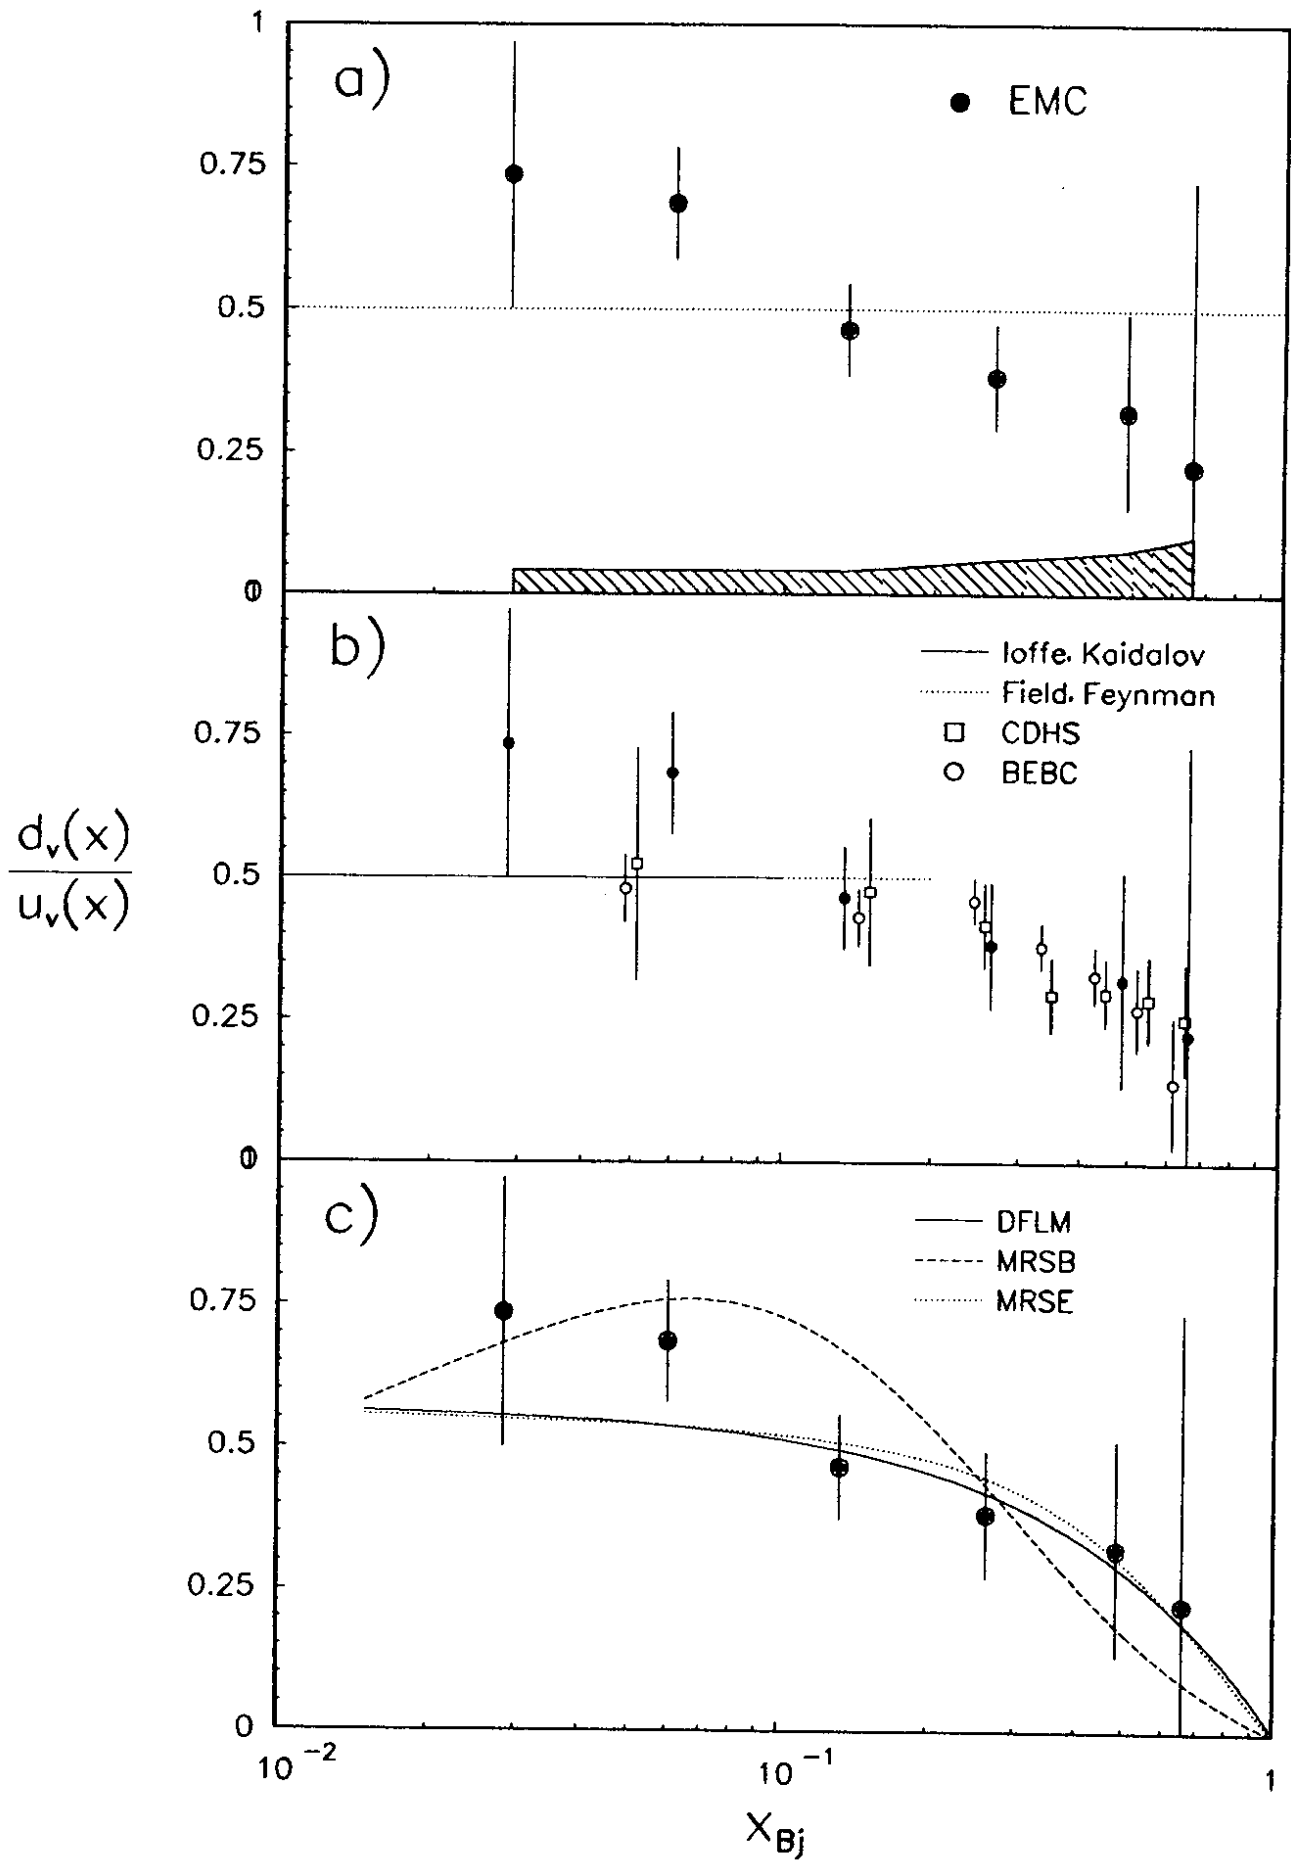 1
a)
EMC
0.75
0.5
0.25
0
b)
Ioffe, Kaidalov
Field, Feynman
CDHS
BEBC
0.75
d_v(x)
u_v(x)
0.5
0.25
0
c)
DFLM
MRSB
MRSE
0.75
0.5
0.25
0
10⁻²
10⁻¹
1
X_Bj